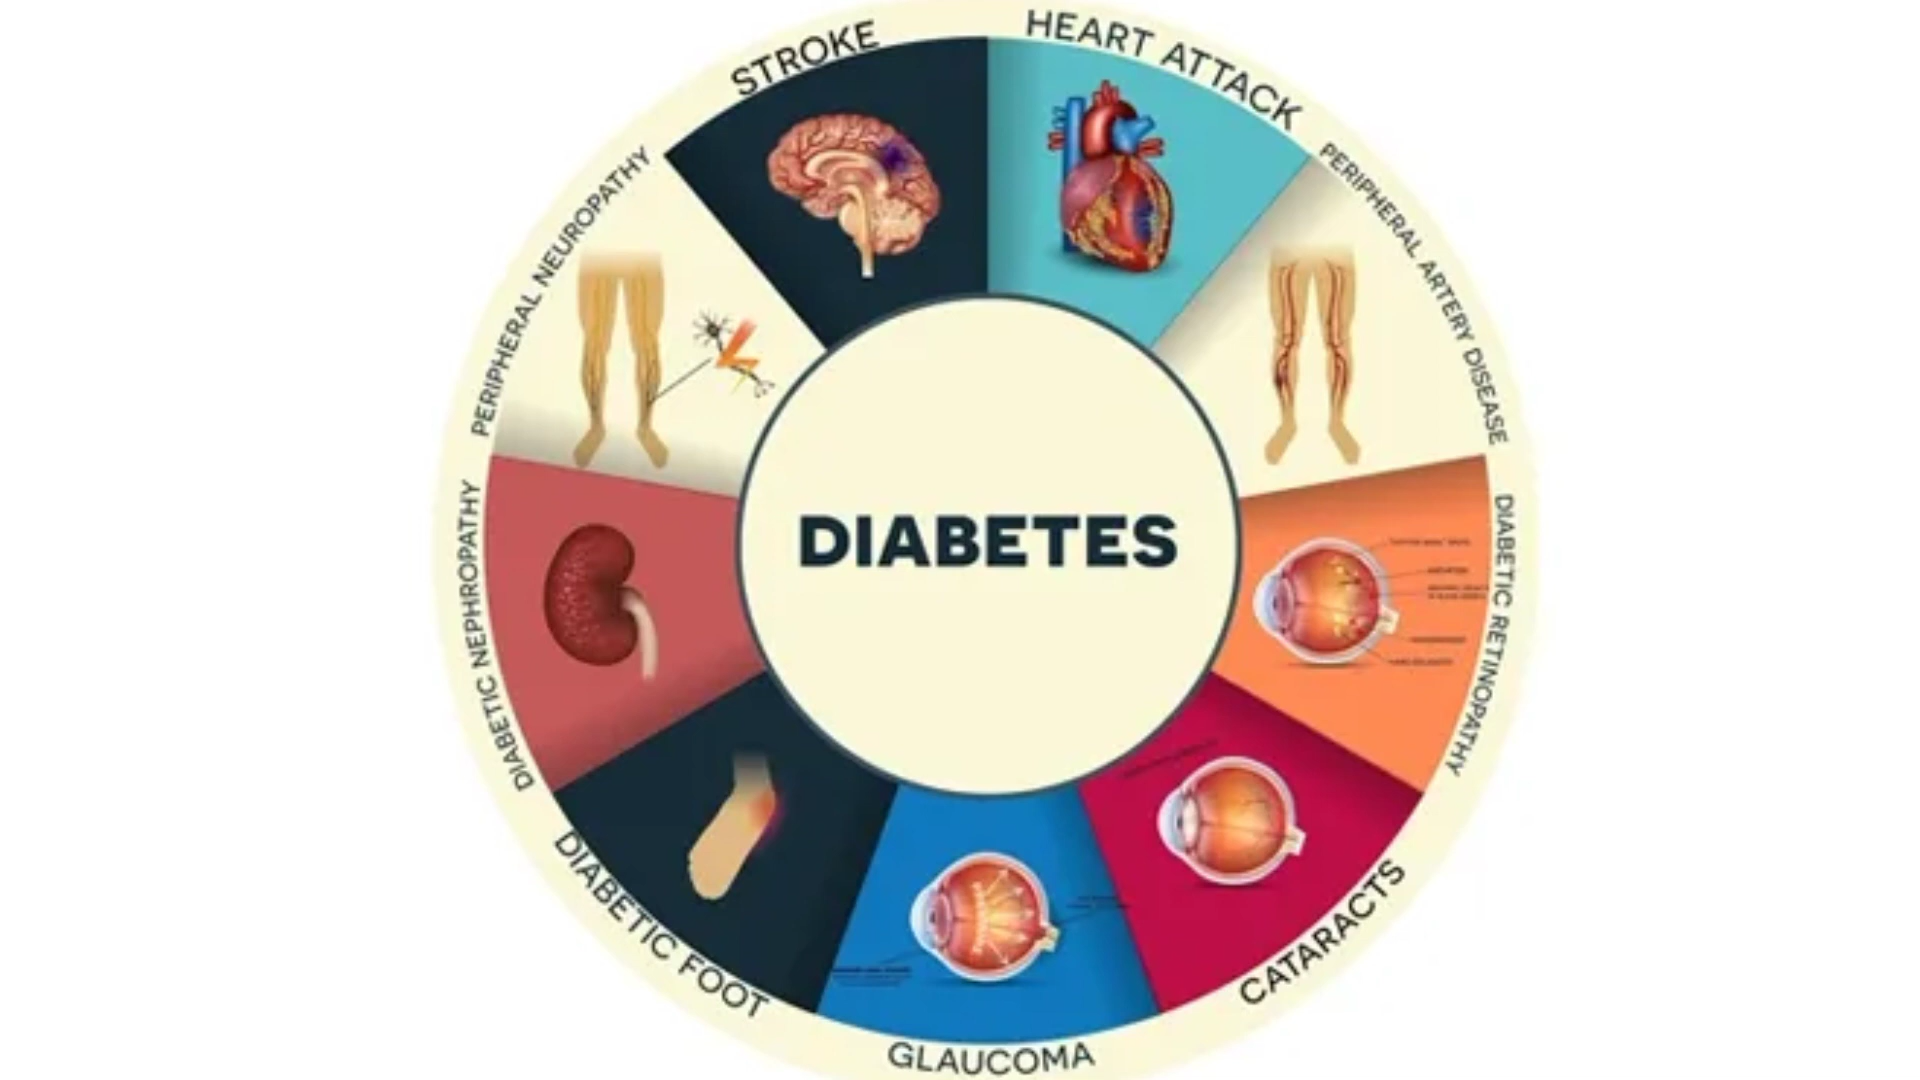 STROKE
HEART ATTACK
PERIPHERAL ARTERY DISEASE
DIABETIC RETINOPATHY
CATARACTS
GLAUCOMA
DIABETIC FOOT
DIABETIC NEPHROPATHY
PERIPHERAL NEUROPATHY
DIABETES